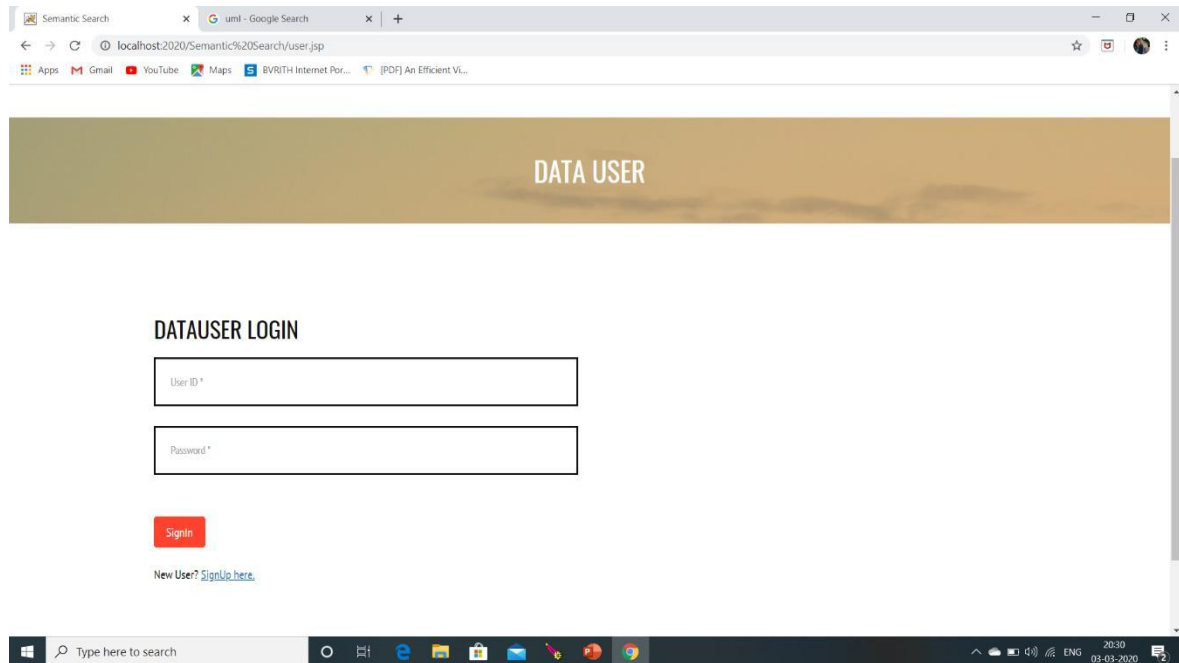 Semantic Search
uml - Google Search
localhost:2020/Semantic%20Search/user.jsp
Apps Gmail YouTube Maps BVRITH Internet Por... [PDF] An Efficient Vi...
DATA USER
DATAUSER LOGIN
User ID *
Password *
SignIn
New User? SignUp here.
Type here to search
ENG
20:30
03-03-2020
2